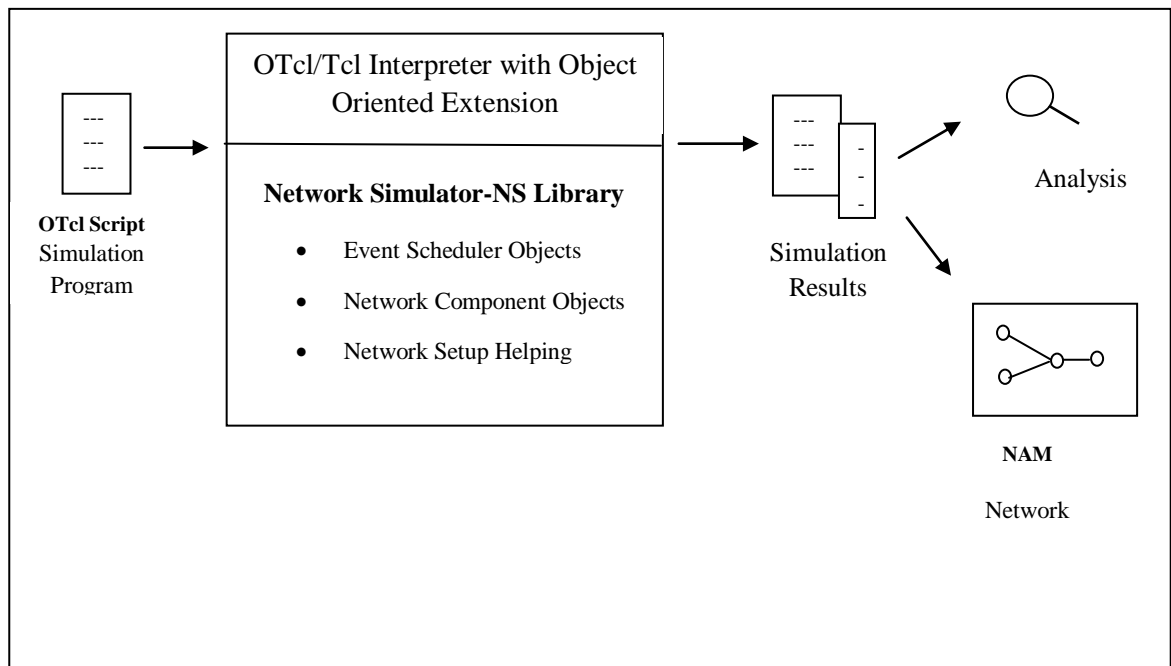 ---
---
---
OTcl Script
Simulation
Program
OTcl/Tcl Interpreter with Object
Oriented Extension
Network Simulator-NS Library
• Event Scheduler Objects
• Network Component Objects
• Network Setup Helping
---
---
---
-
-
-
Simulation
Results
Analysis
NAM
Network